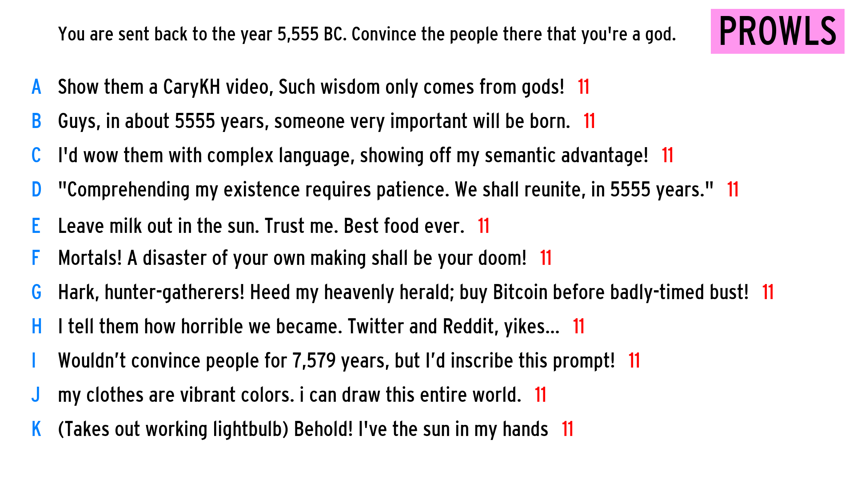 You are sent back to the year 5,555 BC. Convince the people there that you're a god.
PROWLS
A Show them a CaryKH video, Such wisdom only comes from gods! 11
B Guys, in about 5555 years, someone very important will be born. 11
C I'd wow them with complex language, showing off my semantic advantage! 11
D "Comprehending my existence requires patience. We shall reunite, in 5555 years." 11
E Leave milk out in the sun. Trust me. Best food ever. 11
F Mortals! A disaster of your own making shall be your doom! 11
G Hark, hunter-gatherers! Heed my heavenly herald; buy Bitcoin before badly-timed bust! 11
H I tell them how horrible we became. Twitter and Reddit, yikes... 11
I Wouldn’t convince people for 7,579 years, but I’d inscribe this prompt! 11
J my clothes are vibrant colors. i can draw this entire world. 11
K (Takes out working lightbulb) Behold! I've the sun in my hands 11